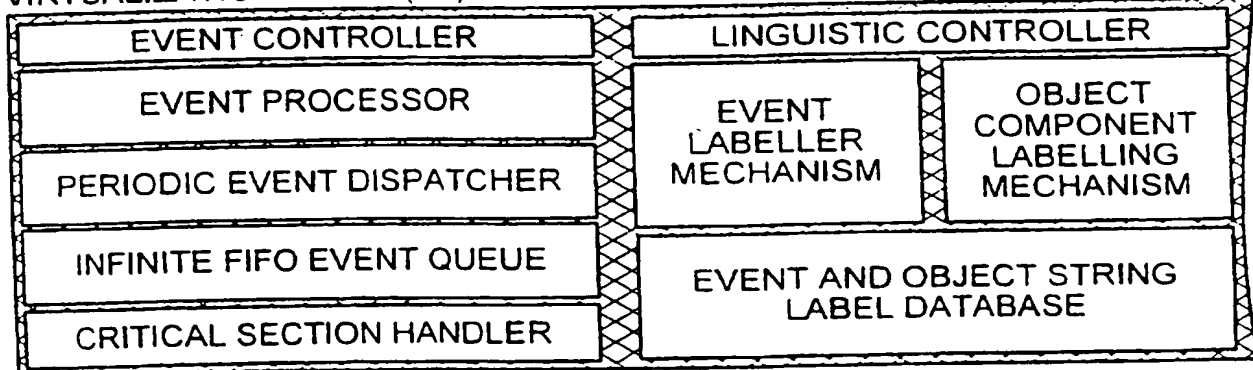 EVENT CONTROLLER
EVENT PROCESSOR
PERIODIC EVENT DISPATCHER
INFINITE FIFO EVENT QUEUE
CRITICAL SECTION HANDLER
LINGUISTIC CONTROLLER
EVENT
LABELLER
MECHANISM
OBJECT
COMPONENT
LABELLING
MECHANISM
EVENT AND OBJECT STRING
LABEL DATABASE